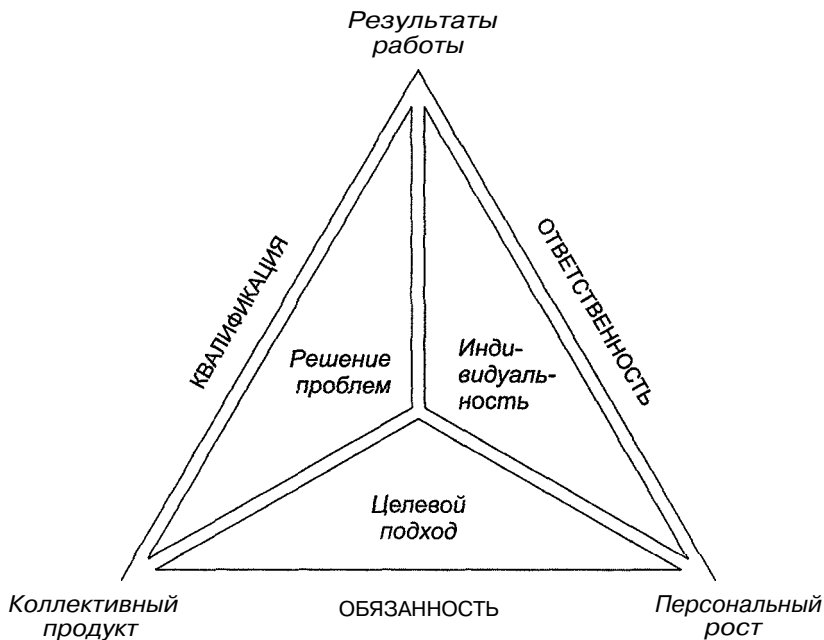 Результаты
работы
КВАЛИФИКАЦИЯ
ОТВЕТСТВЕННОСТЬ
Решение
проблем
Инди-
видуаль-
ность
Целевой
подход
Коллективный
продукт
ОБЯЗАННОСТЬ
Персональный
рост